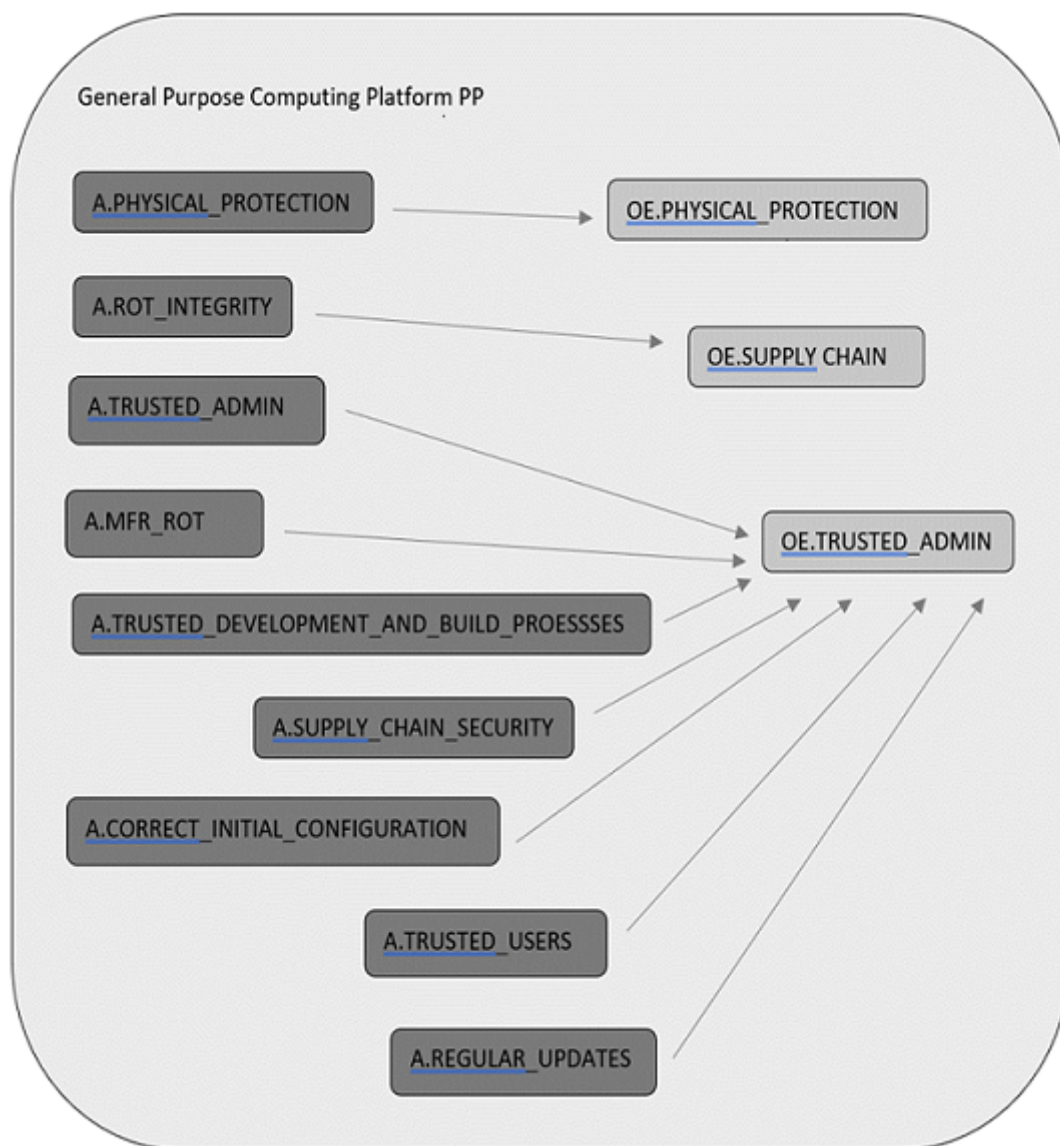 General Purpose Computing Platform PP
A.PHYSICAL_PROTECTION
OE.PHYSICAL_PROTECTION
A.ROT_INTEGRITY
OE.SUPPLY CHAIN
A.TRUSTED_ADMIN
A.MFR_ROT
OE.TRUSTED_ADMIN
A.TRUSTED_DEVELOPMENT_AND_BUILD_PROESSSES
A.SUPPLY_CHAIN_SECURITY
A.CORRECT_INITIAL_CONFIGURATION
A.TRUSTED_USERS
A.REGULAR_UPDATES